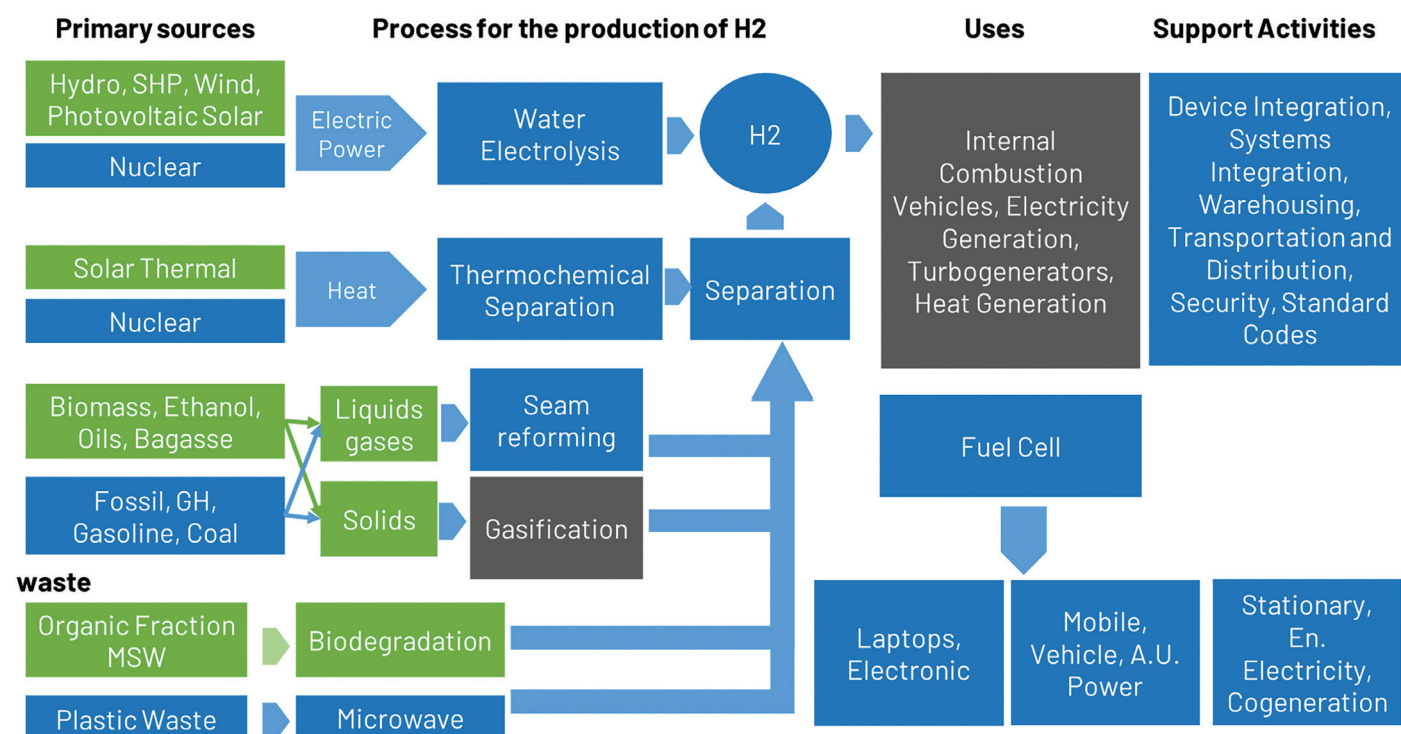 Primary sources
Process for the production of H2
Uses
Support Activities
Hydro, SHP, Wind,
Photovoltaic Solar
Nuclear
Electric
Power
Water
Electrolysis
H2
Internal
Combustion
Vehicles, Electricity
Generation,
Turbogenerators,
Heat Generation
Device Integration,
Systems
Integration,
Warehousing,
Transportation and
Distribution,
Security, Standard
Codes
Solar Thermal
Nuclear
Heat
Thermochemical
Separation
Separation
Biomass, Ethanol,
Oils, Bagasse
Fossil, GH,
Gasoline, Coal
Liquids
gases
Solids
Seam
reforming
Gasification
Fuel Cell
waste
Organic Fraction
MSW
Biodegradation
Plastic Waste
Microwave
Laptops,
Electronic
Mobile,
Vehicle, A.U.
Power
Stationary,
En.
Electricity,
Cogeneration